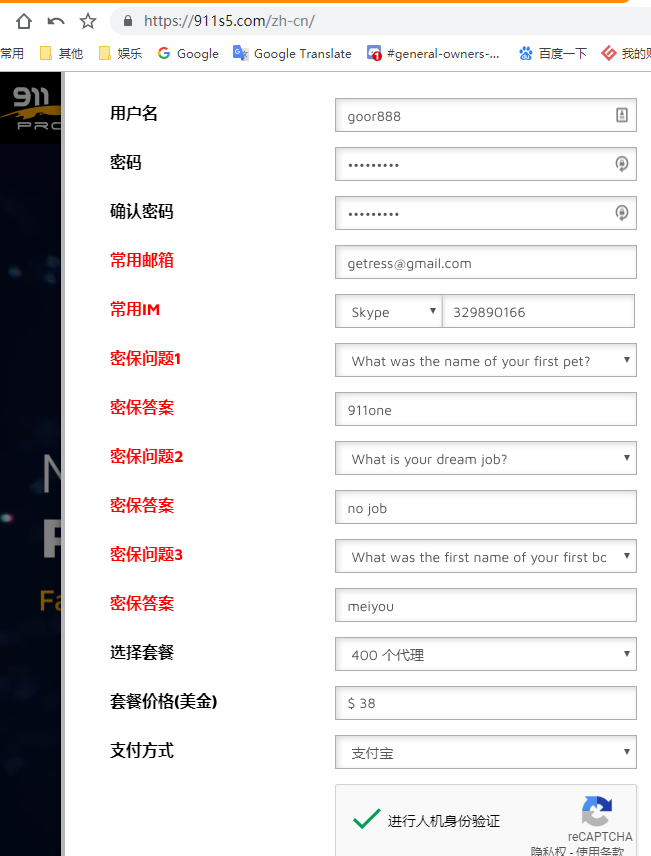 https://911s5.com/zh-cn/
常用 其他 娱乐 Google Google Translate #general-owners-... 百度一下 我的财
911
PRO
用户名 goor888
密码 •••••••••
确认密码 •••••••••
常用邮箱 getress@gmail.com
常用IM Skype 329890166
密保问题1 What was the name of your first pet?
密保答案 911one
密保问题2 What is your dream job?
密保答案 no job
密保问题3 What was the first name of your first bo
密保答案 meiyou
选择套餐 400 个代理
套餐价格(美金) $ 38
支付方式 支付宝
进行人机身份验证
reCAPTCHA
隐私权 - 使用条款
N
Fa